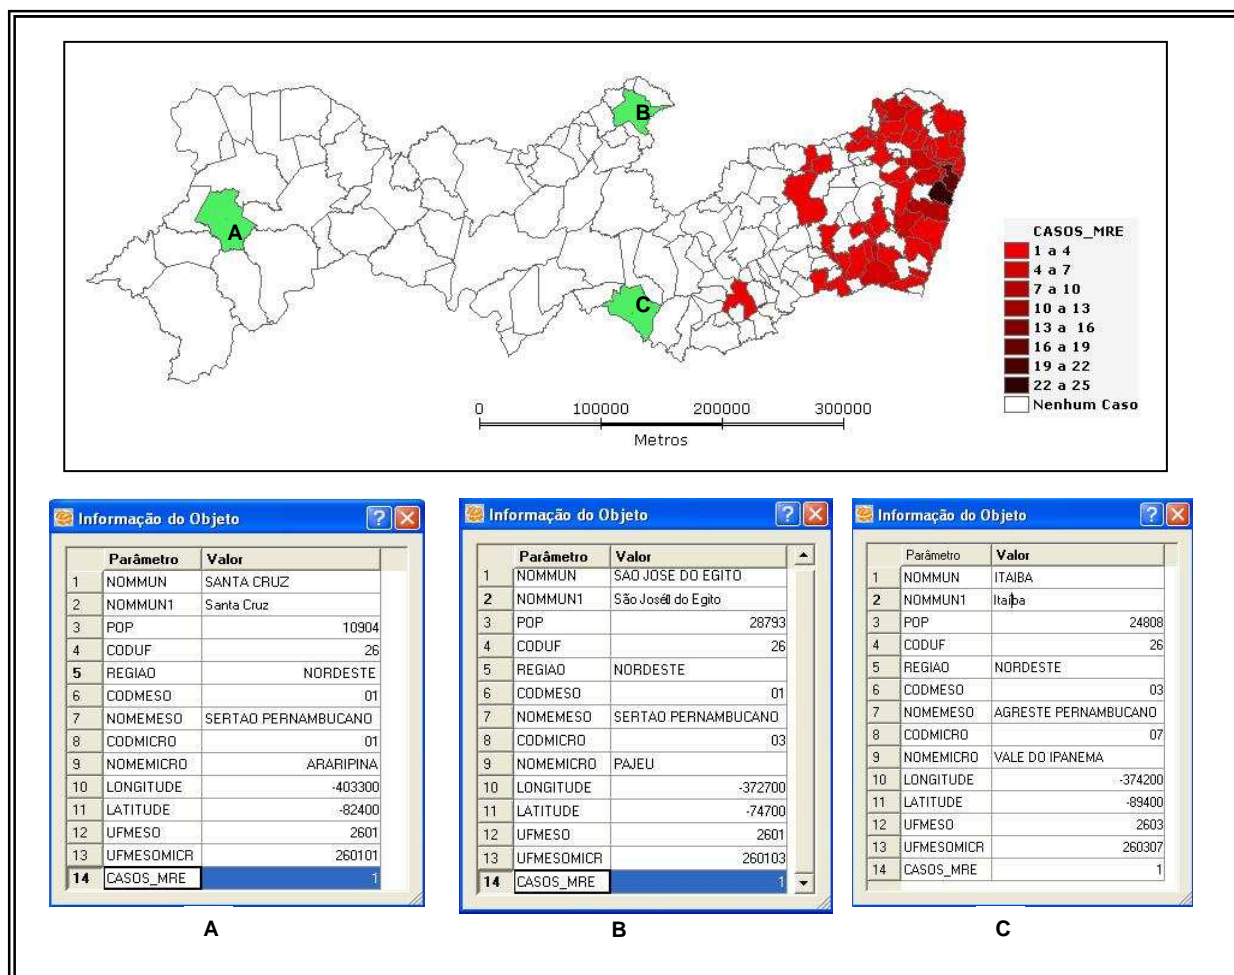 B
A
C
CASOS_MRE
1 a 4
4 a 7
7 a 10
10 a 13
13 a 16
16 a 19
19 a 22
22 a 25
Nenhum Caso
0 100000 200000 300000
Metros
Informação do Objeto
Parâmetro Valor
1 NOMMUN SANTA CRUZ
2 NOMMUN1 Santa Cruz
3 POP 10904
4 CODUF 26
5 REGIAO NORDESTE
6 CODMESO 01
7 NOMEMESO SERTAO PERNAMBUCANO
8 CODMICRO 01
9 NOMEMICRO ARARIPINA
10 LONGITUDE -403300
11 LATITUDE -82400
12 UFMESO 2601
13 UFMESOMICR 260101
14 CASOS_MRE 1
A
Informação do Objeto
Parâmetro Valor
1 NOMMUN SAO JOSE DO EGITO
2 NOMMUN1 São José do Egito
3 POP 28793
4 CODUF 26
5 REGIAO NORDESTE
6 CODMESO 01
7 NOMEMESO SERTAO PERNAMBUCANO
8 CODMICRO 03
9 NOMEMICRO PAJEU
10 LONGITUDE -372700
11 LATITUDE -74700
12 UFMESO 2601
13 UFMESOMICR 260103
14 CASOS_MRE 1
B
Informação do Objeto
Parâmetro Valor
1 NOMMUN ITAIBA
2 NOMMUN1 Itaíba
3 POP 24808
4 CODUF 26
5 REGIAO NORDESTE
6 CODMESO 03
7 NOMEMESO AGRESTE PERNAMBUCANO
8 CODMICRO 07
9 NOMEMICRO VALE DO IPANEMA
10 LONGITUDE -374200
11 LATITUDE -89400
12 UFMESO 2603
13 UFMESOMICR 260307
14 CASOS_MRE 1
C